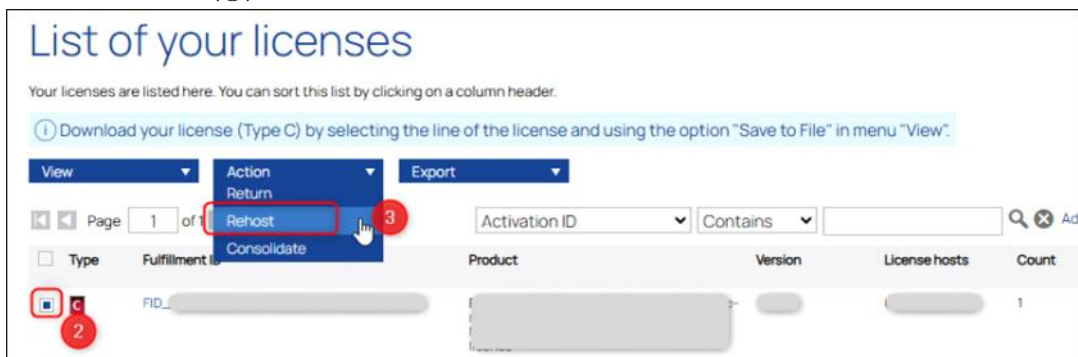 List of your licenses
Your licenses are listed here. You can sort this list by clicking on a column header.
i Download your license (Type C) by selecting the line of the license and using the option "Save to File" in menu "View".
View Action Export
Return
Page 1 of 1 Rehost 3 Activation ID Contains Ad
Consolidate
Type Fulfillment I Product Version License hosts Count
C FID_ 1
2